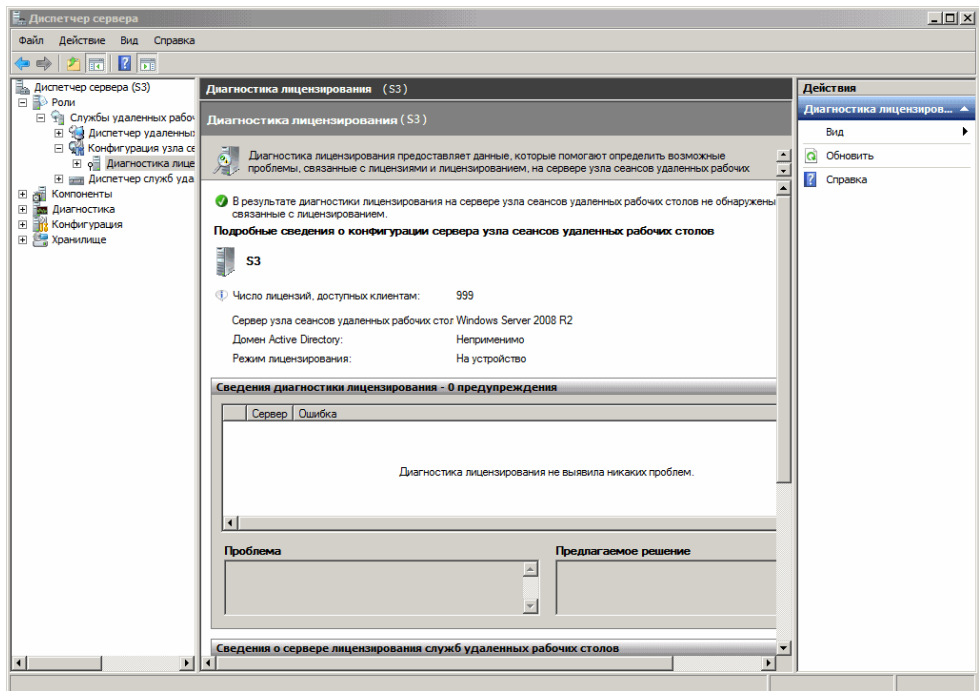 Диспетчер сервера
Файл Действие Вид Справка
Диспетчер сервера (S3)
Роли
Службы удаленных рабоч
Диспетчер удаленны
Конфигурация узла се
Диагностика лице
Диспетчер служб уда
Компоненты
Диагностика
Конфигурация
Хранилище
Диагностика лицензирования (S3)
Диагностика лицензирования (S3)
Диагностика лицензирования предоставляет данные, которые помогают определить возможные
проблемы, связанные с лицензиями и лицензированием, на сервере узла сеансов удаленных рабочих
В результате диагностики лицензирования на сервере узла сеансов удаленных рабочих столов не обнаружены
связанные с лицензированием.
Подробные сведения о конфигурации сервера узла сеансов удаленных рабочих столов
S3
Число лицензий, доступных клиентам: 999
Сервер узла сеансов удаленных рабочих стол Windows Server 2008 R2
Домен Active Directory: Неприменимо
Режим лицензирования: На устройство
Сведения диагностики лицензирования - 0 предупреждения
Сервер Ошибка
Диагностика лицензирования не выявила никаких проблем.
Проблема Предлагаемое решение
Сведения о сервере лицензирования служб удаленных рабочих столов
Действия
Диагностика лицензиров...
Вид
Обновить
Справка